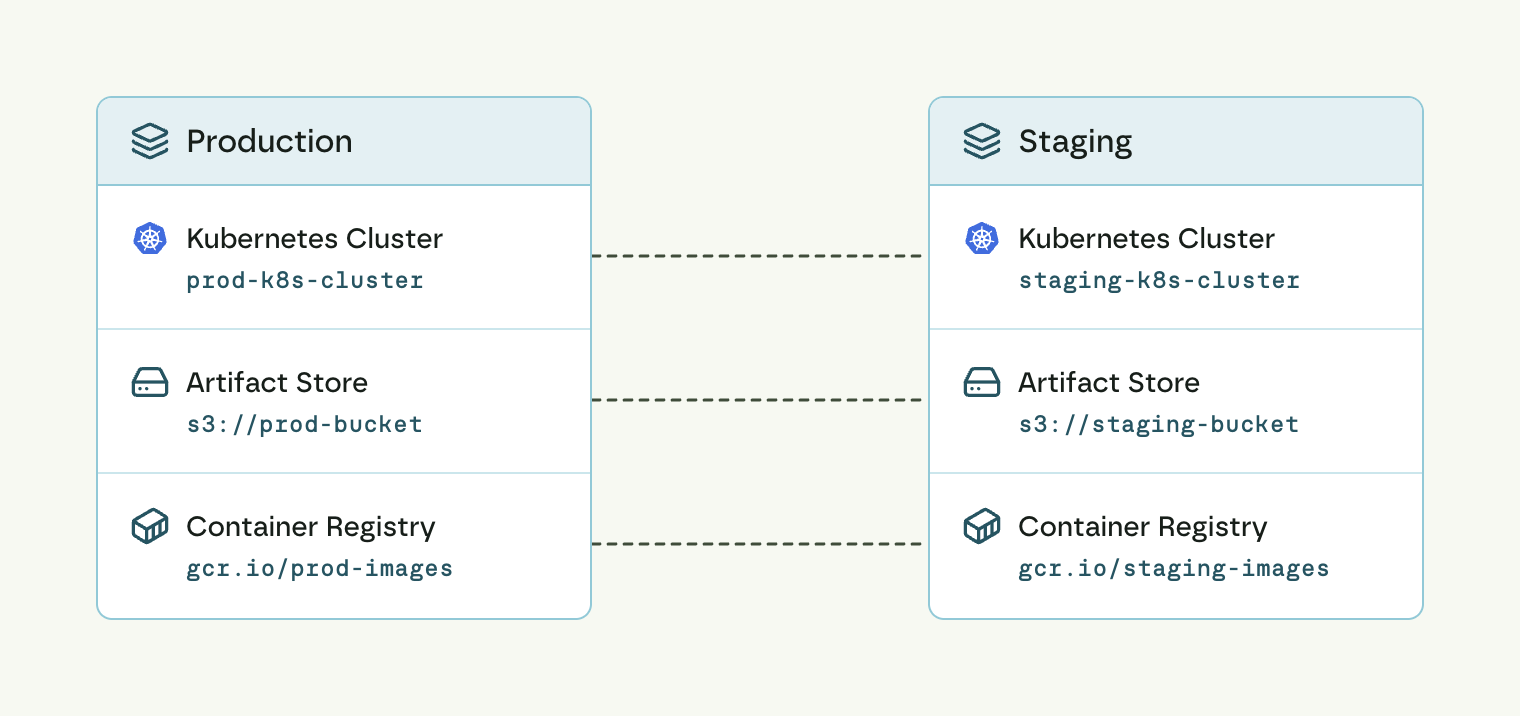 Production
Kubernetes Cluster
prod-k8s-cluster
Artifact Store
s3://prod-bucket
Container Registry
gcr.io/prod-images
Staging
Kubernetes Cluster
staging-k8s-cluster
Artifact Store
s3://staging-bucket
Container Registry
gcr.io/staging-images